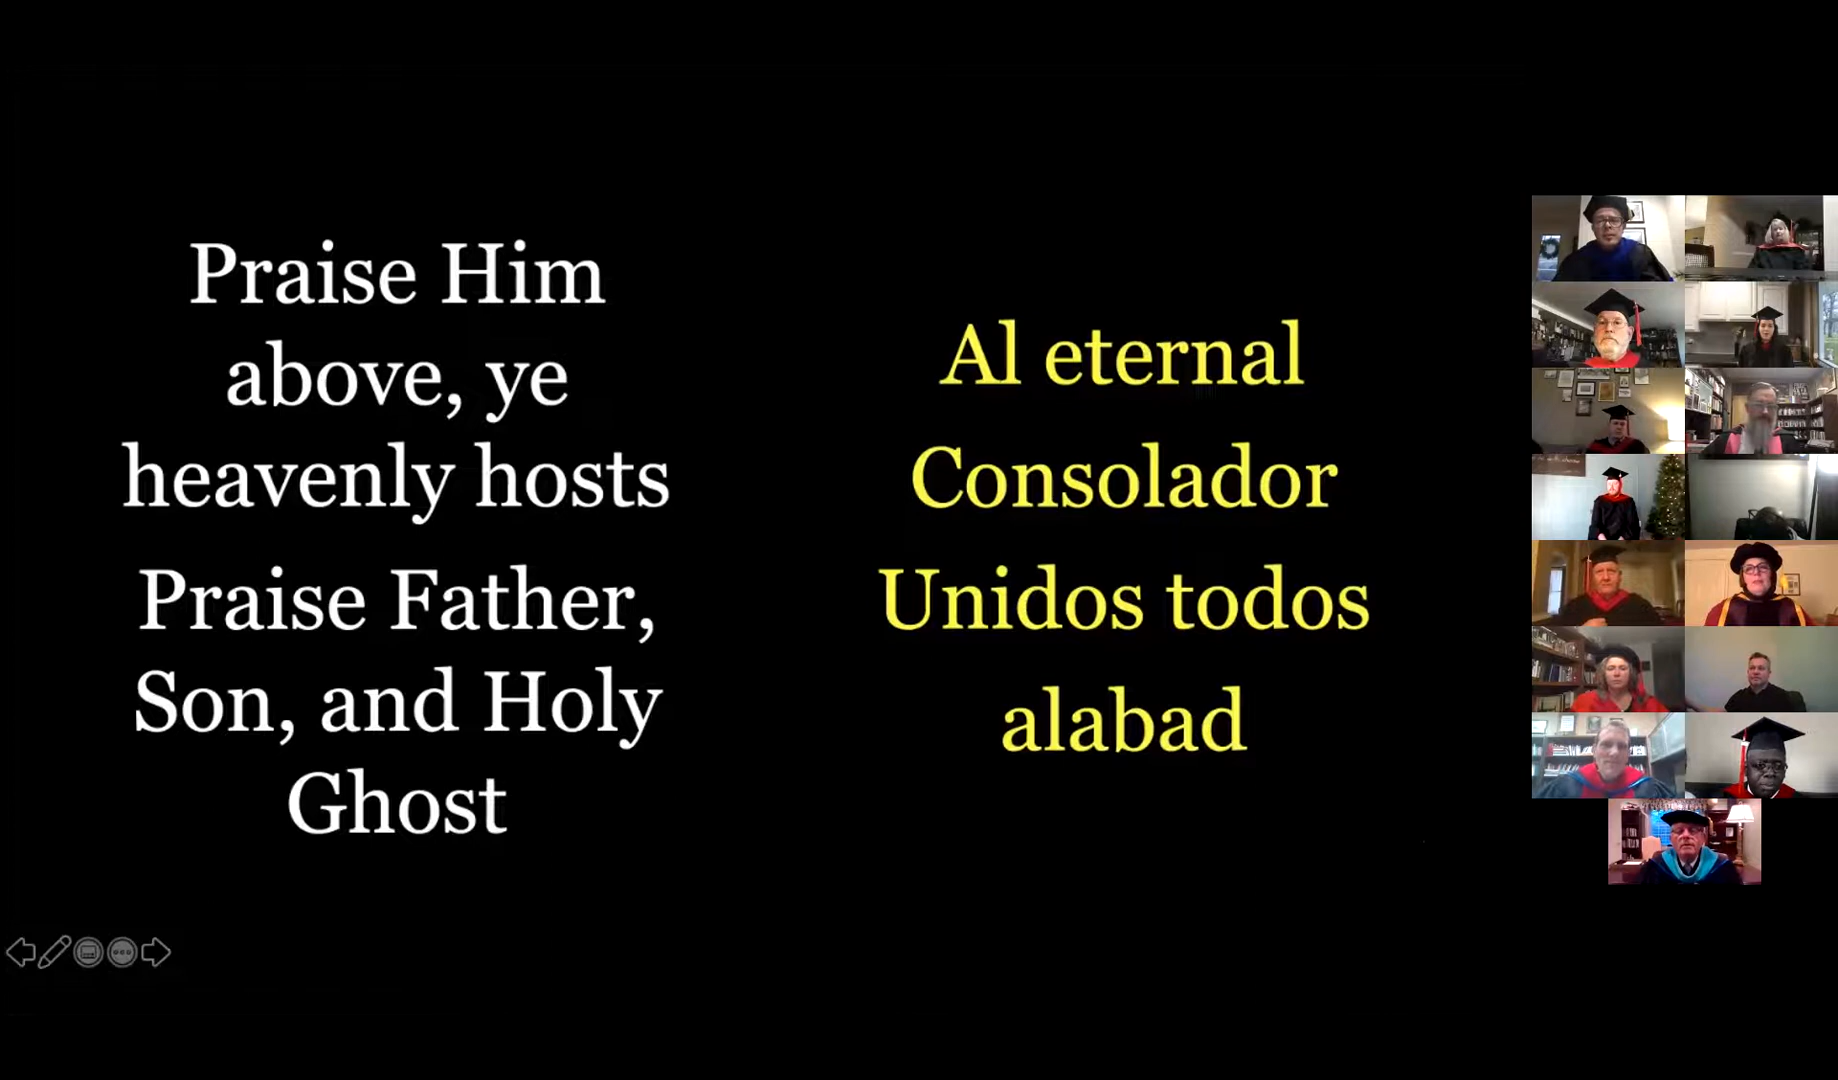 Praise Him
above, ye
heavenly hosts
Praise Father,
Son, and Holy
Ghost
Al eternal
Consolador
Unidos todos
alabad